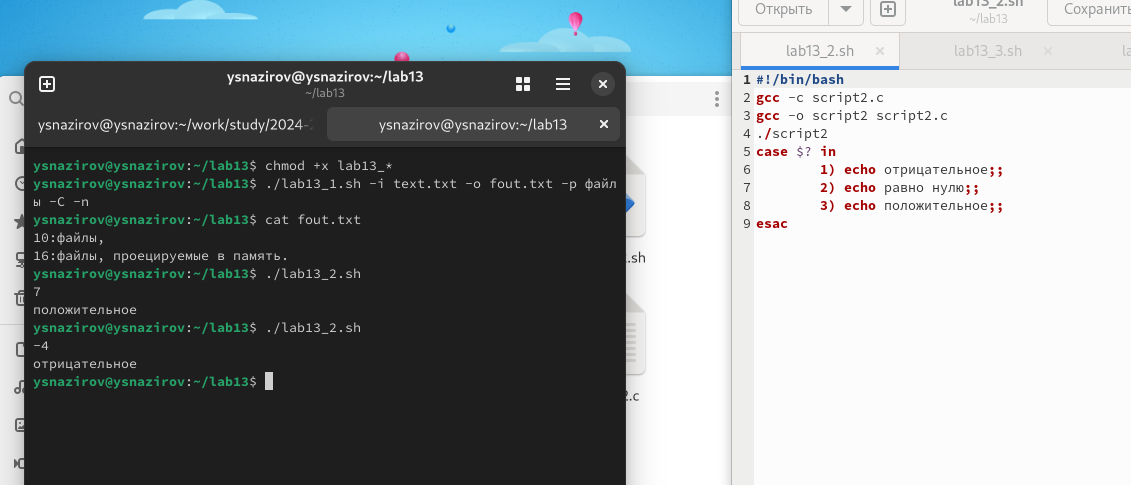 ysnazirov@ysnazirov:~/lab13
~/lab13
ysnazirov@ysnazirov:~/work/study/2024-
ysnazirov@ysnazirov:~/lab13
ysnazirov@ysnazirov:~/lab13$ chmod +x lab13_*
ysnazirov@ysnazirov:~/lab13$ ./lab13_1.sh -i text.txt -o fout.txt -p файл
ы -C -n
ysnazirov@ysnazirov:~/lab13$ cat fout.txt
10:файлы,
16:файлы, проецируемые в память.
ysnazirov@ysnazirov:~/lab13$ ./lab13_2.sh
7
положительное
ysnazirov@ysnazirov:~/lab13$ ./lab13_2.sh
-4
отрицательное
ysnazirov@ysnazirov:~/lab13$
.sh
2.c
Открыть
lab13_2.sh
~/lab13
Сохранить
lab13_2.sh
lab13_3.sh
la
1 #!/bin/bash
2 gcc -c script2.c
3 gcc -o script2 script2.c
4 ./script2
5 case $? in
6 1) echo отрицательное;;
7 2) echo равно нулю;;
8 3) echo положительное;;
9 esac